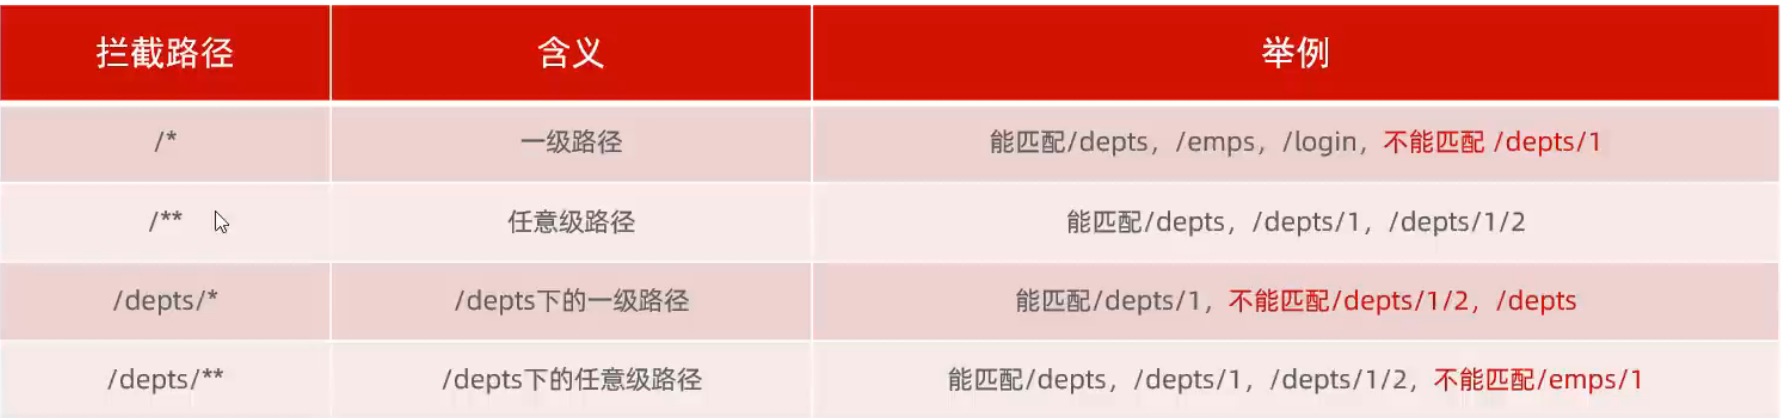 拦截路径 含义 举例
/* 一级路径 能匹配/depts，/emps，/login，不能匹配 /depts/1
/** 任意级路径 能匹配/depts，/depts/1，/depts/1/2
/depts/* /depts下的一级路径 能匹配/depts/1，不能匹配/depts/1/2，/depts
/depts/** /depts下的任意级路径 能匹配/depts，/depts/1，/depts/1/2，不能匹配/emps/1